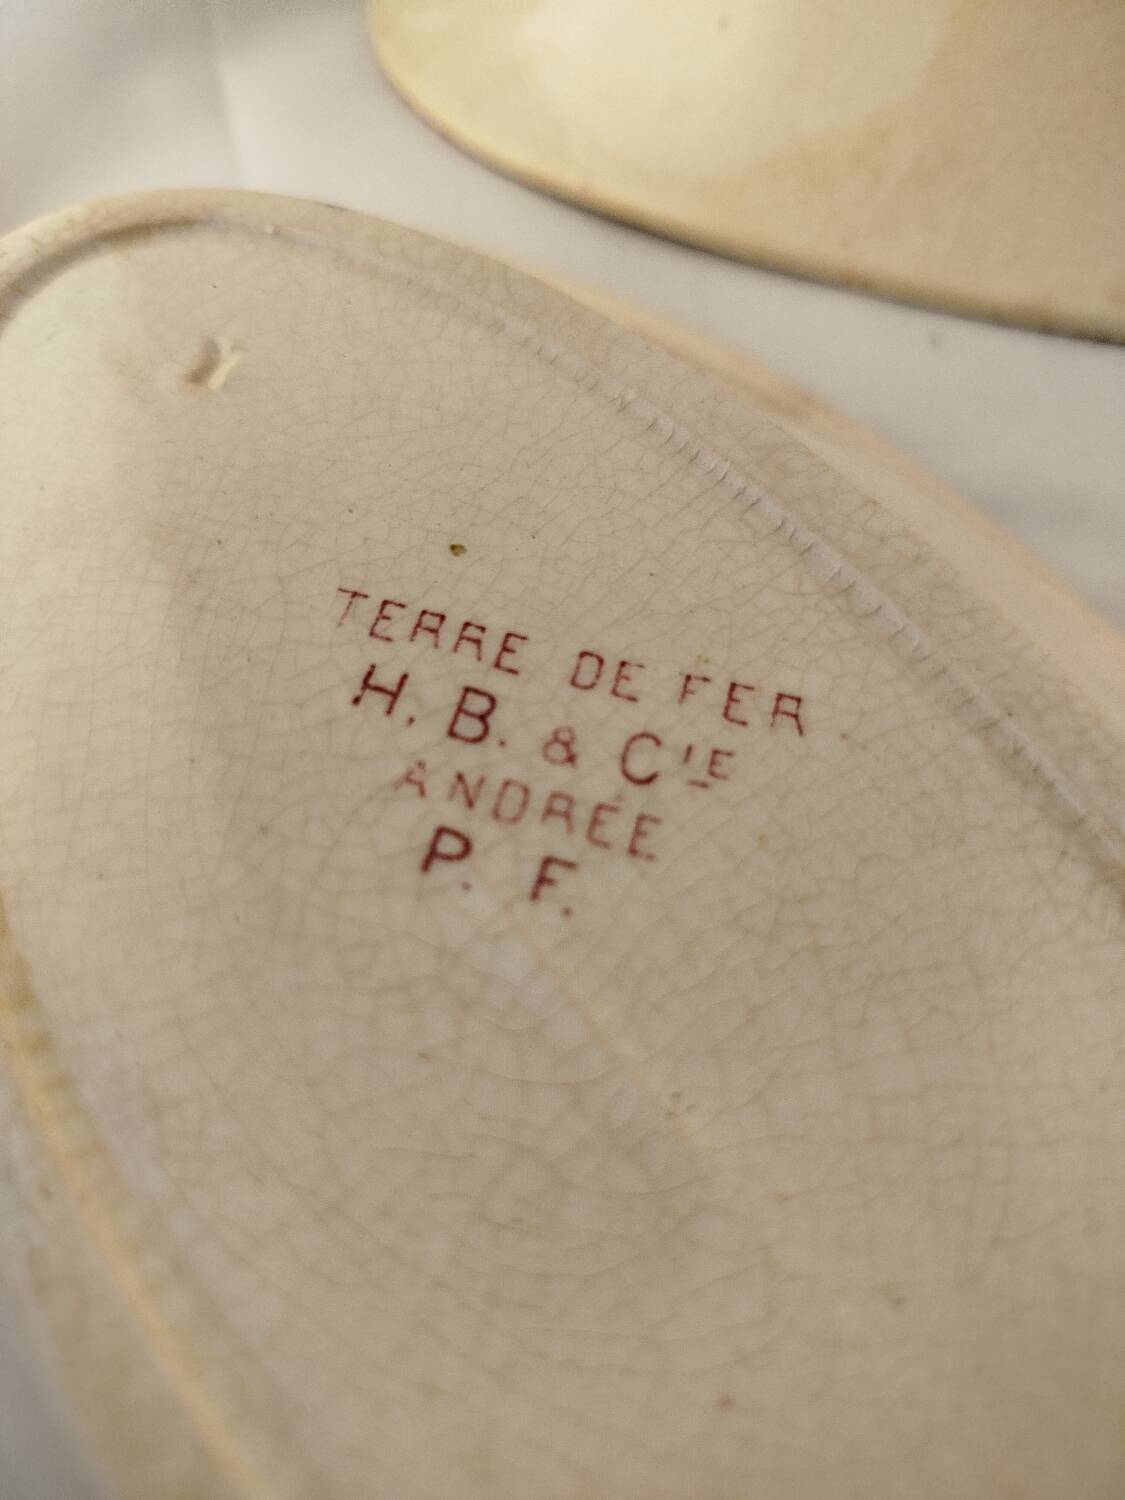 TERRE DE FER
H. B. & Cᴵᴱ
ANDRÉE
P. F.